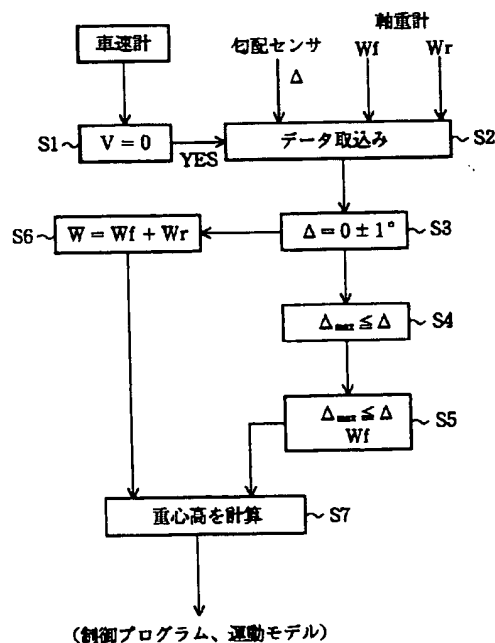 車速計
匂配センサ
Δ
軸重計
Wf Wr
S1
V = 0
YES
データ取込み
S2
S6
W = Wf + Wr
Δ = 0 ± 1°
S3
Δmax ≦ Δ
S4
Δmax ≦ Δ
Wf
S5
重心高を計算
S7
(制御プログラム、運動モデル)